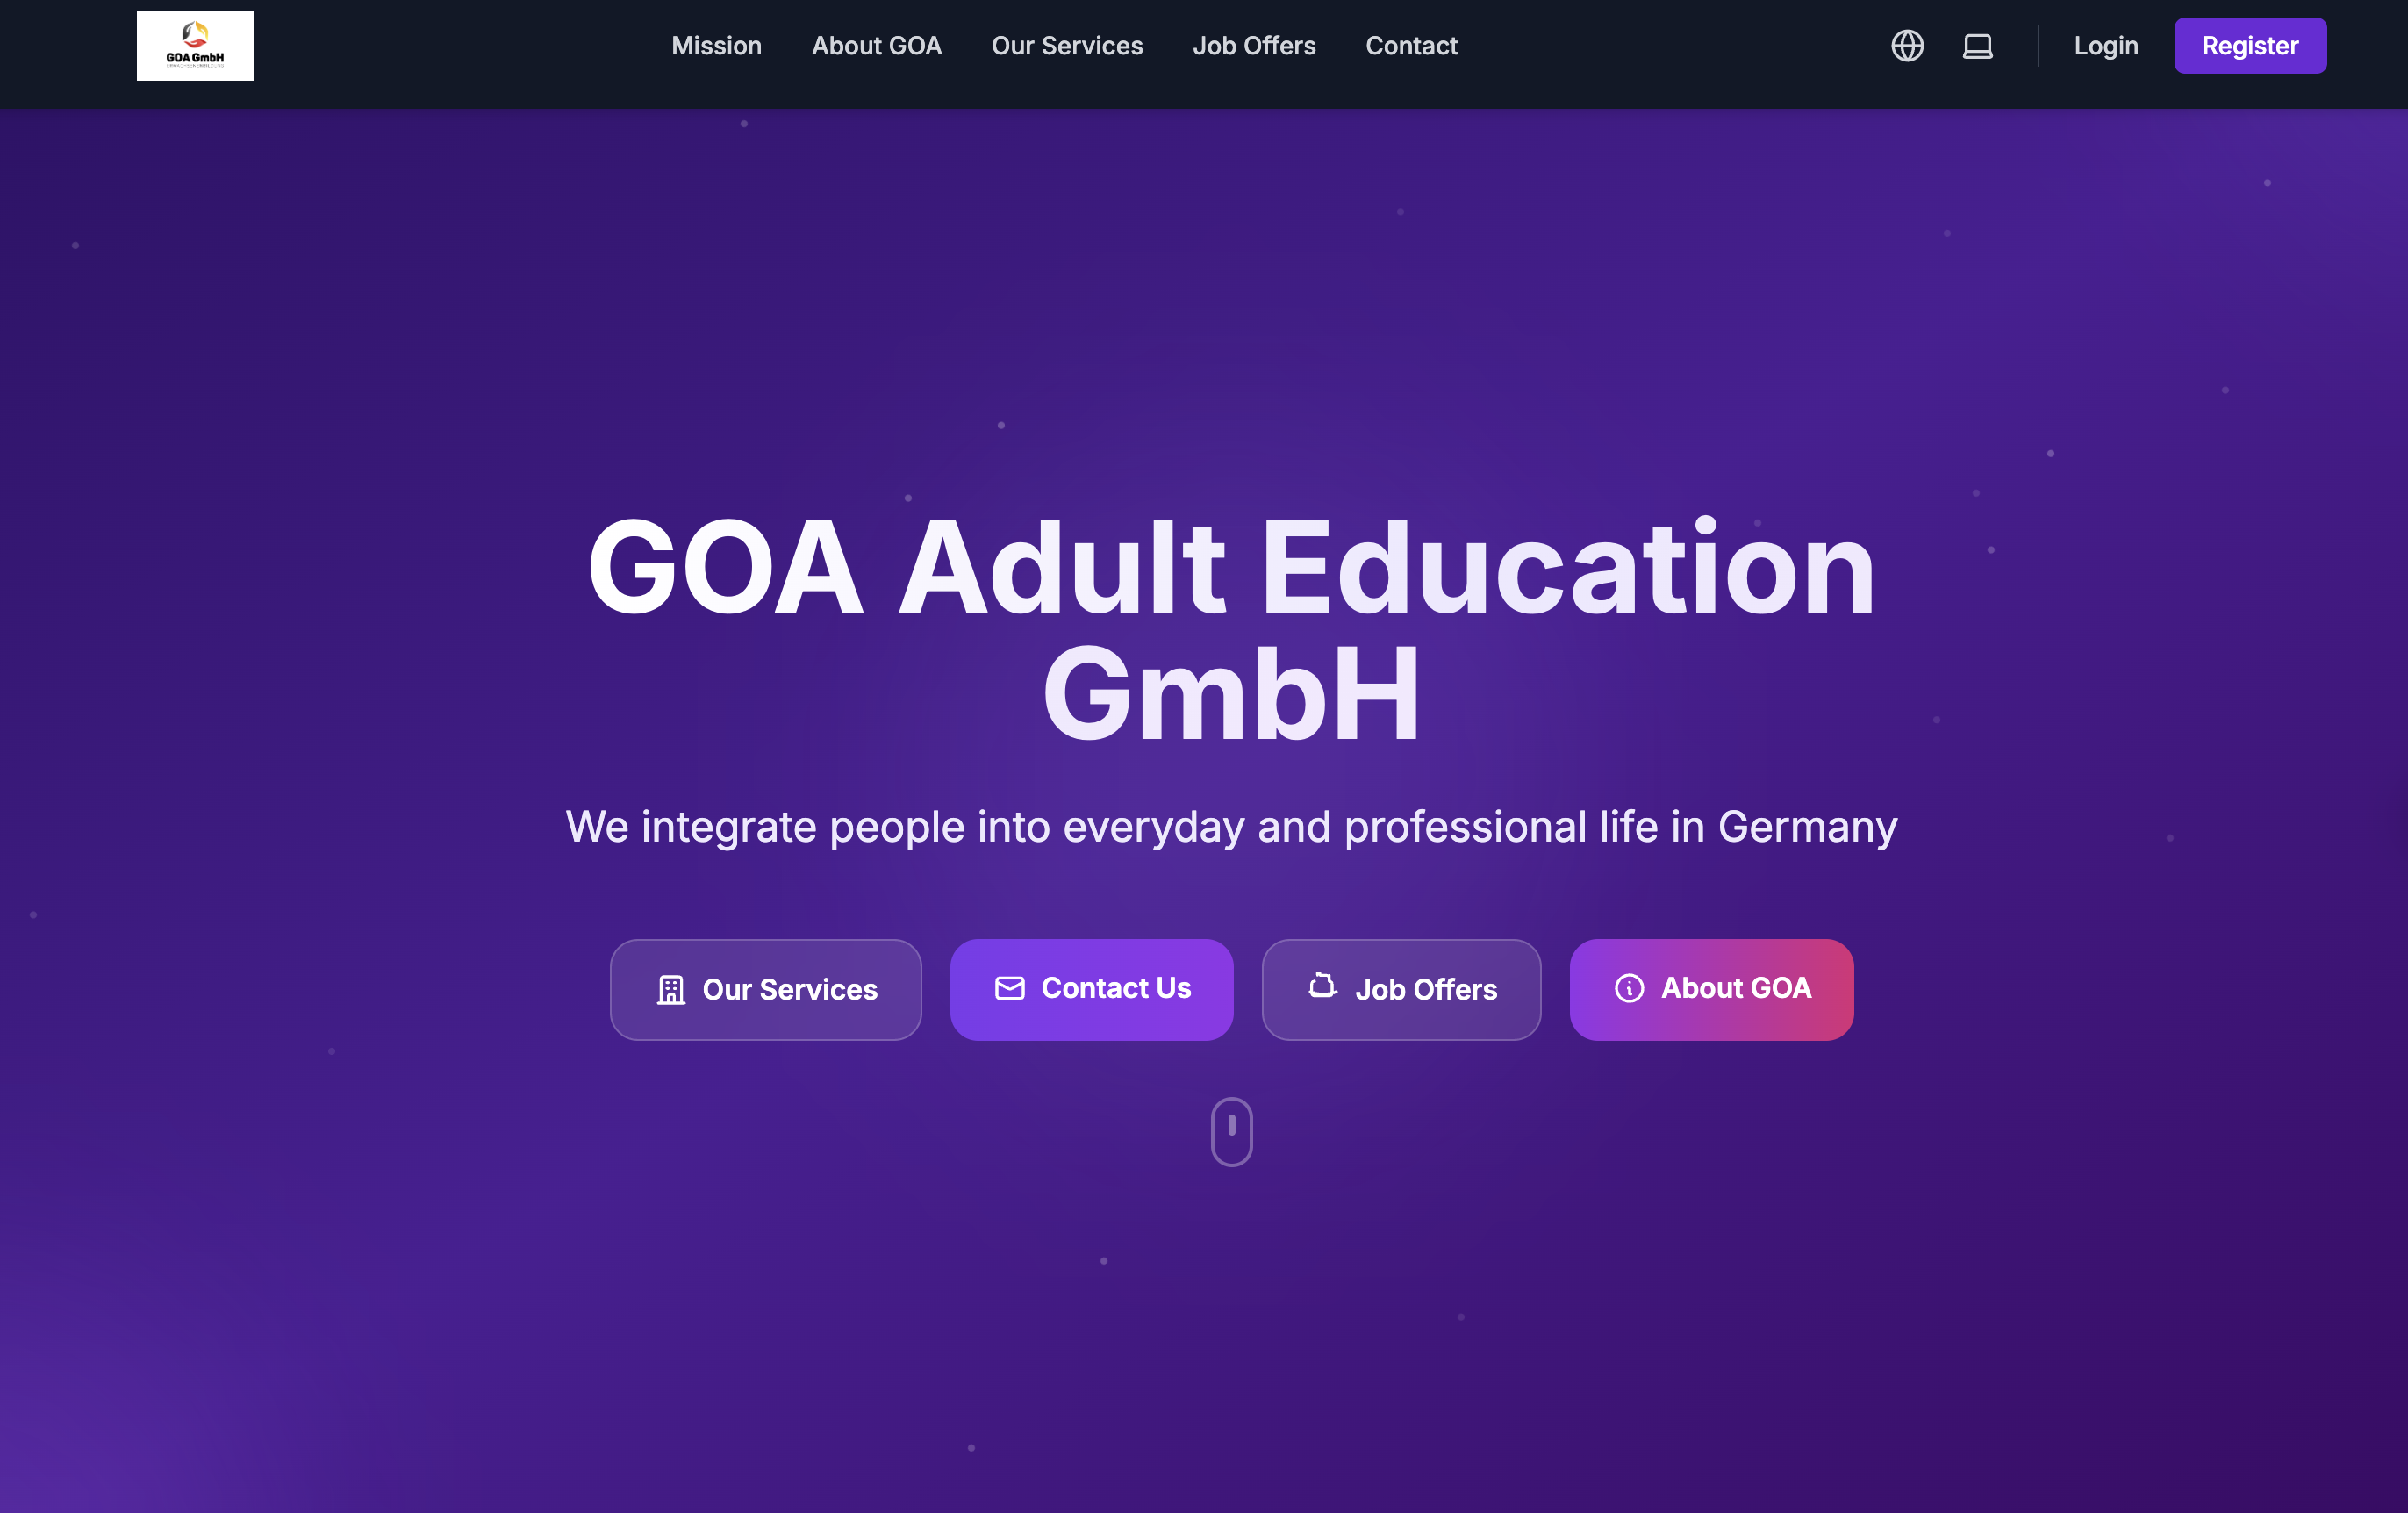 GOA GmbH
Mission
About GOA
Our Services
Job Offers
Contact
Login
Register
GOA Adult Education
GmbH
We integrate people into everyday and professional life in Germany
Our Services
Contact Us
Job Offers
About GOA